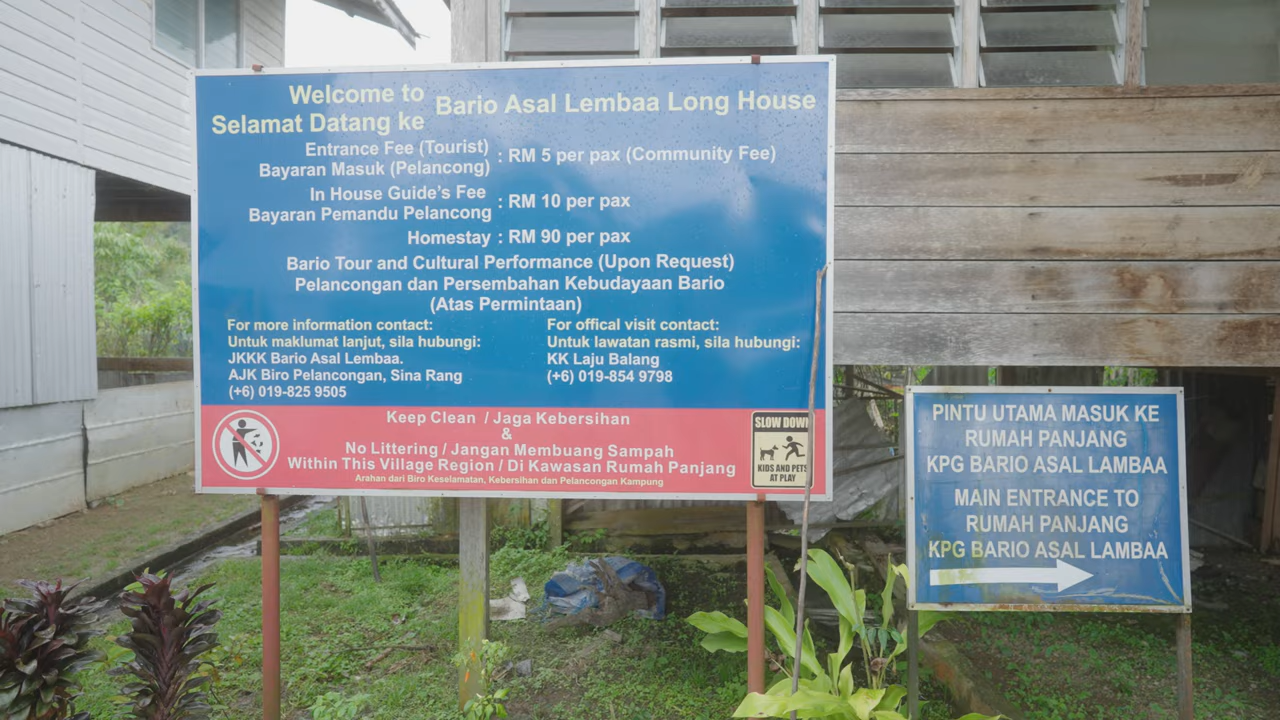 Welcome to
Selamat Datang ke
Bario Asal Lembaa Long House
Entrance Fee (Tourist)
Bayaran Masuk (Pelancong)
: RM 5 per pax (Community Fee)
In House Guide's Fee
Bayaran Pemandu Pelancong
: RM 10 per pax
Homestay : RM 90 per pax
Bario Tour and Cultural Performance (Upon Request)
Pelancongan dan Persembahan Kebudayaan Bario
(Atas Permintaan)
For more information contact:
Untuk maklumat lanjut, sila hubungi:
JKKK Bario Asal Lembaa.
AJK Biro Pelancongan, Sina Rang
(+6) 019-825 9505
For offical visit contact:
Untuk lawatan rasmi, sila hubungi:
KK Laju Balang
(+6) 019-854 9798
Keep Clean / Jaga Kebersihan
&
No Littering / Jangan Membuang Sampah
Within This Village Region / Di Kawasan Rumah Panjang
Arahan dari Biro Keselamatan, Kebersihan dan Pelancongan Kampung
SLOW DOWN
KIDS AND PETS
AT PLAY
PINTU UTAMA MASUK KE
RUMAH PANJANG
KPG BARIO ASAL LAMBAA
MAIN ENTRANCE TO
RUMAH PANJANG
KPG BARIO ASAL LAMBAA